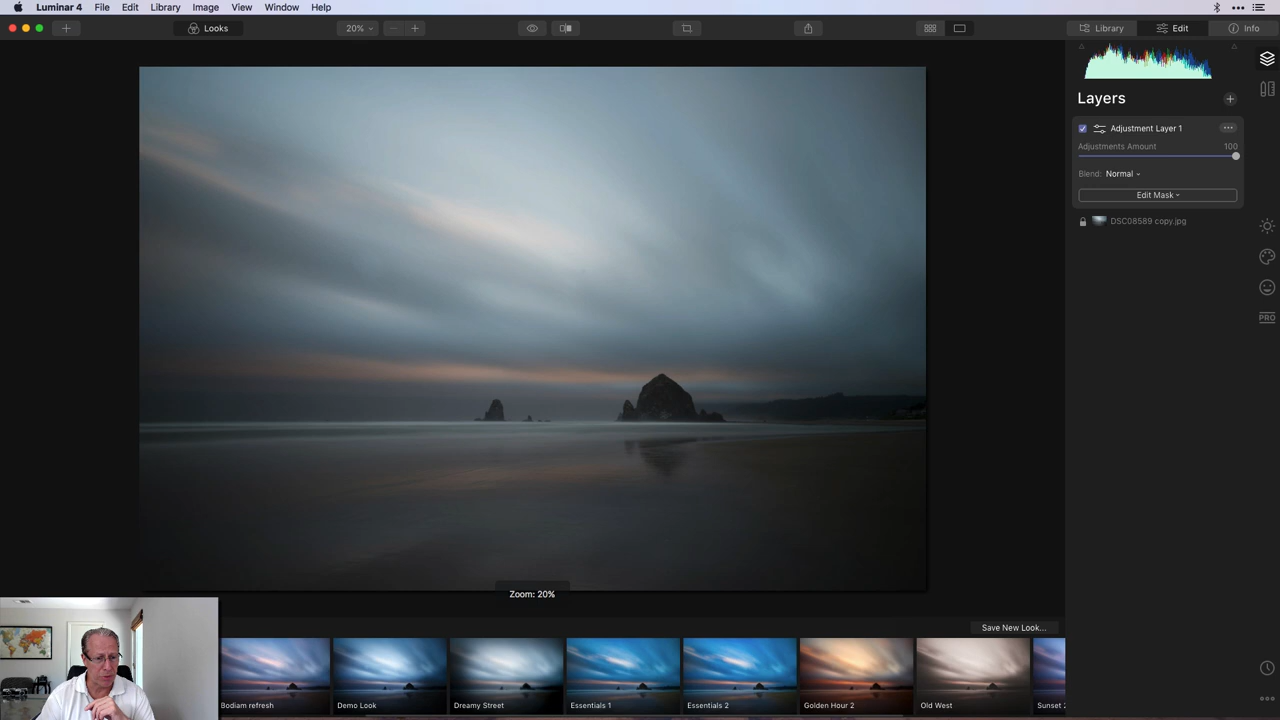 Luminar 4 File Edit Library Image View Window Help
Looks 20% Library Edit Info
Layers
Adjustment Layer 1
Adjustments Amount 100
Blend: Normal
Edit Mask
DSC08589 copy.jpg
PRO
Zoom: 20%
Save New Look...
Bodiam refresh Demo Look Dreamy Street Essentials 1 Essentials 2 Golden Hour 2 Old West Sunset 2